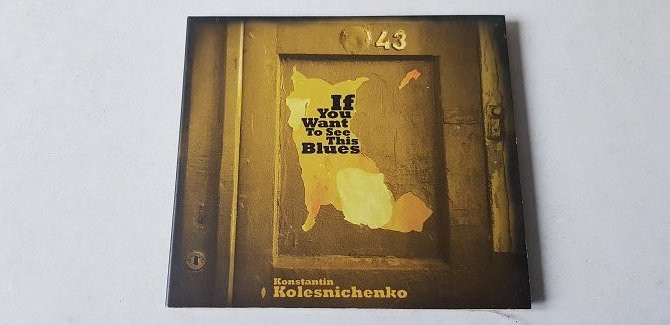 43
If
You
Want
To See
This
Blues
Konstantin
Kolesnichenko